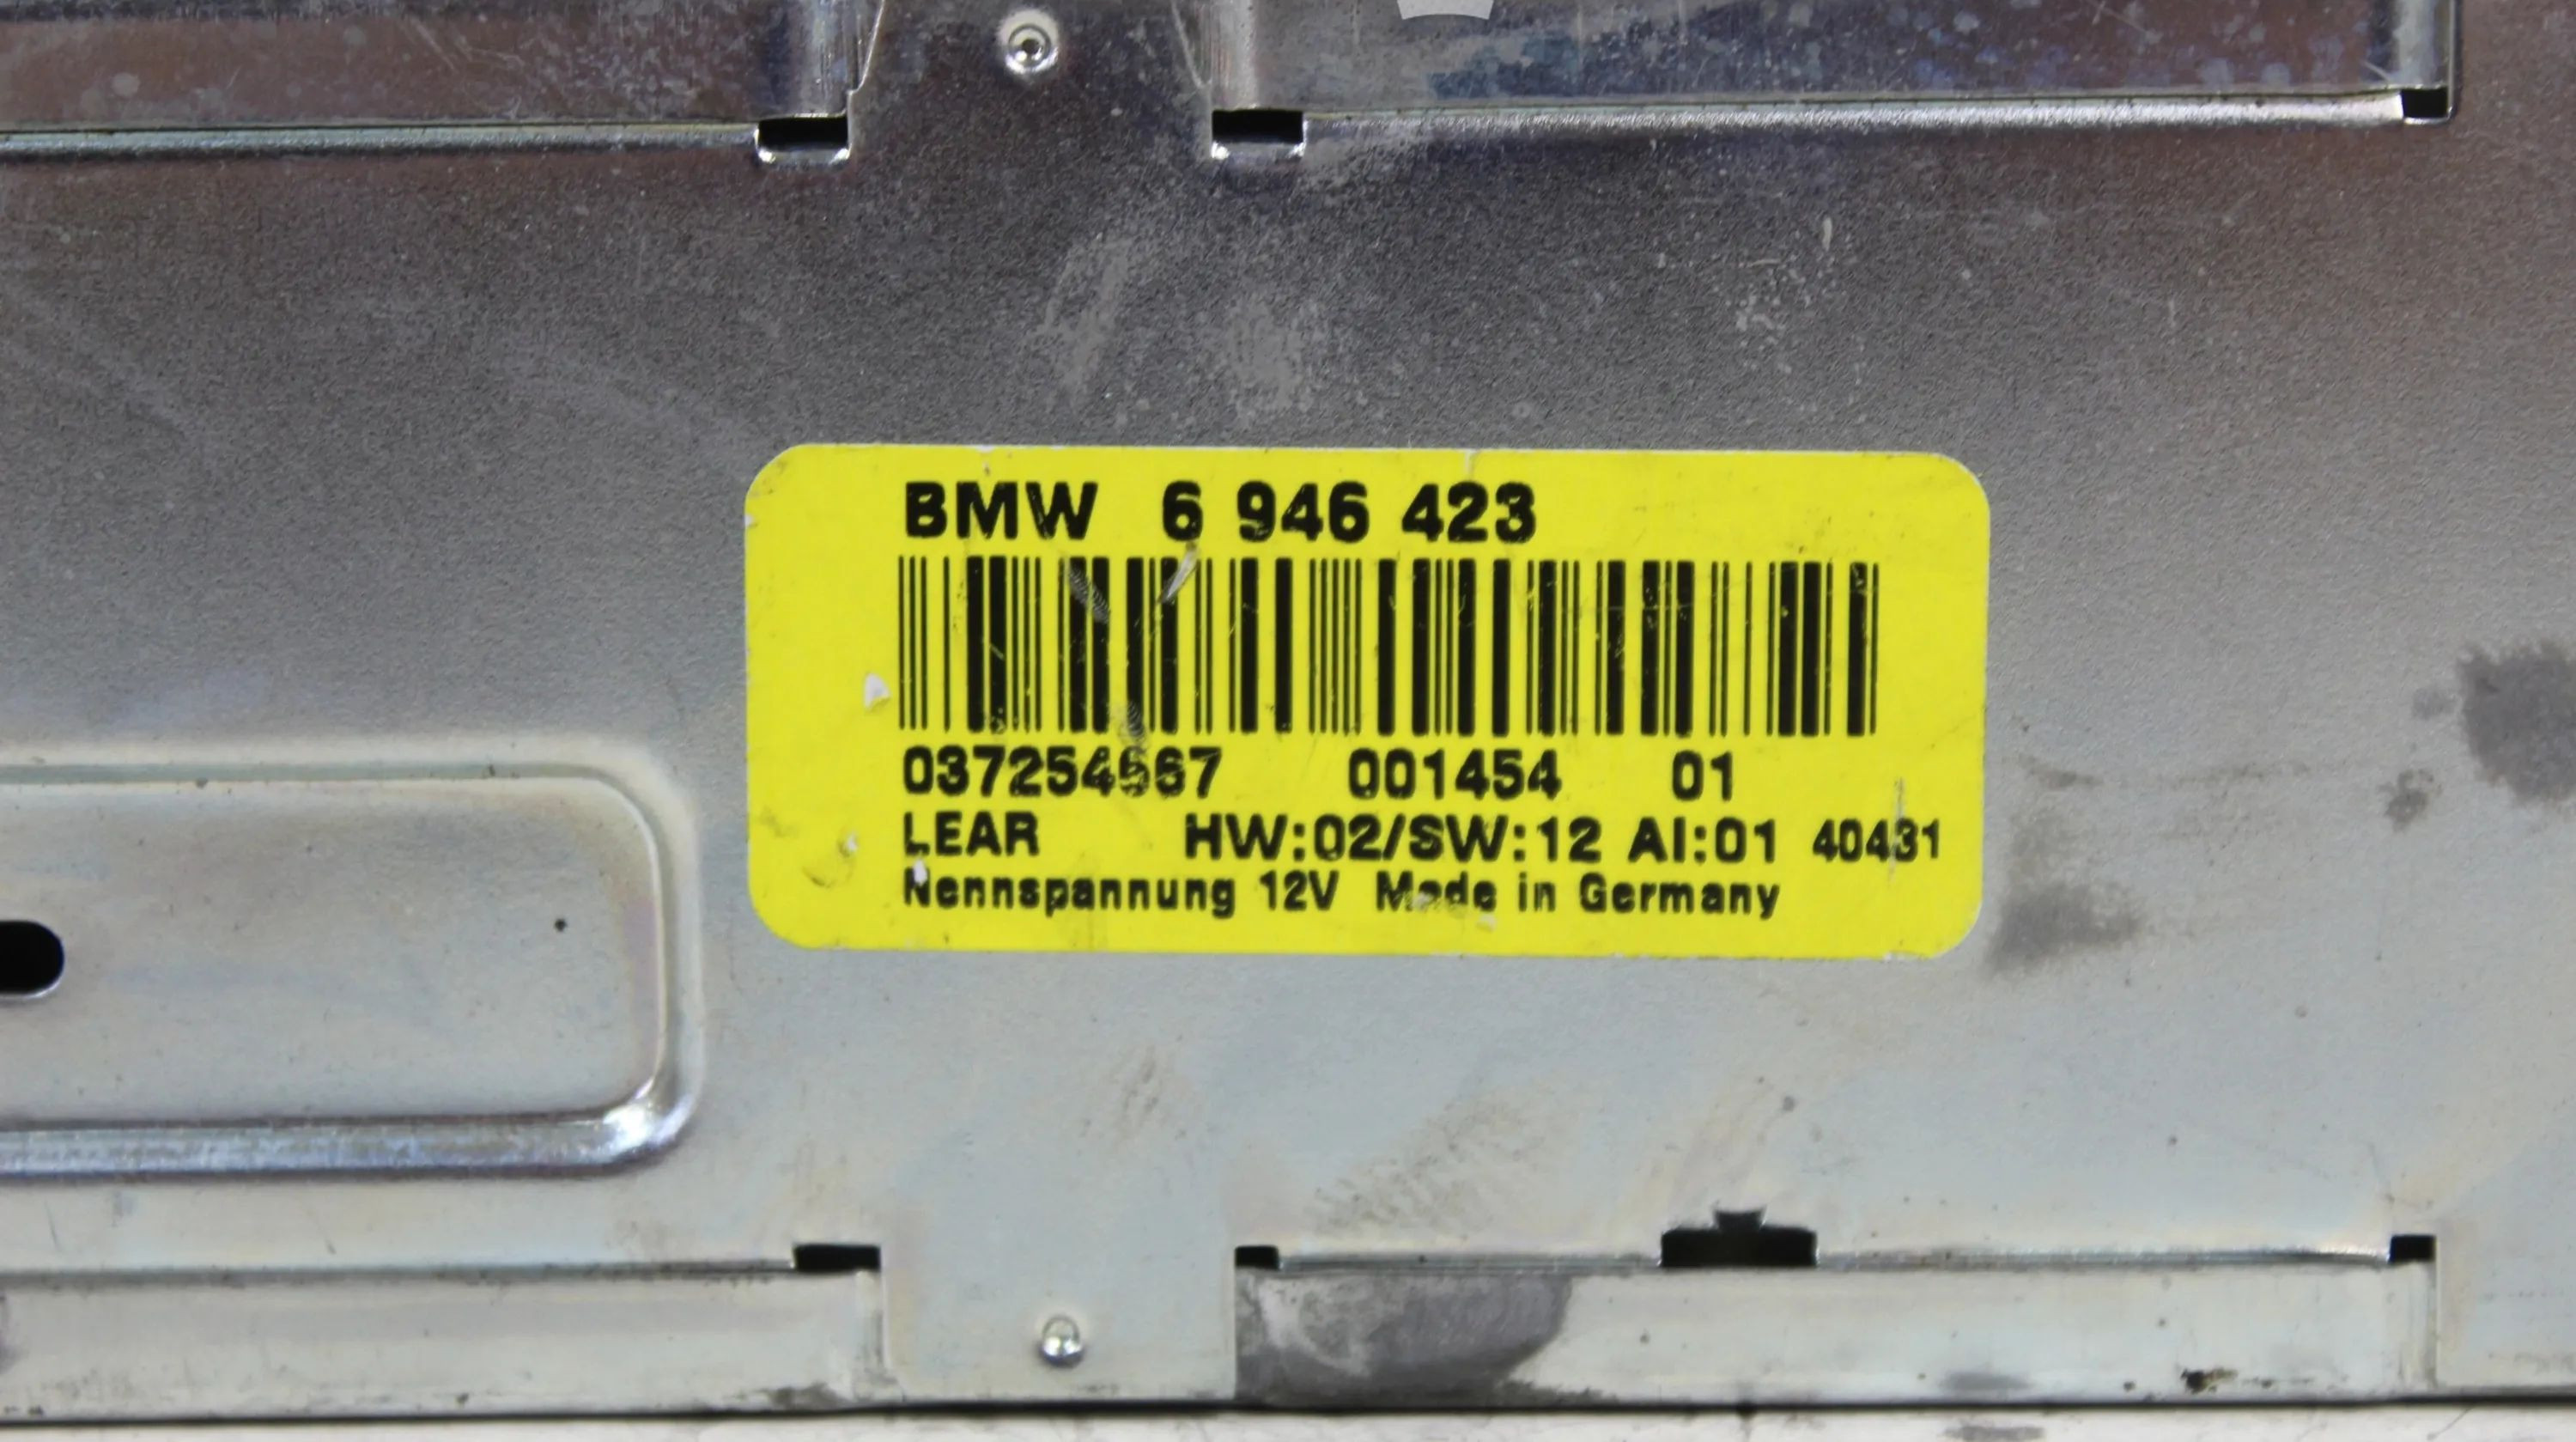 BMW 6 946 423
037254567 001454 01
LEAR HW:02/SW:12 AI:01 40431
Nennspannung 12V Made in Germany